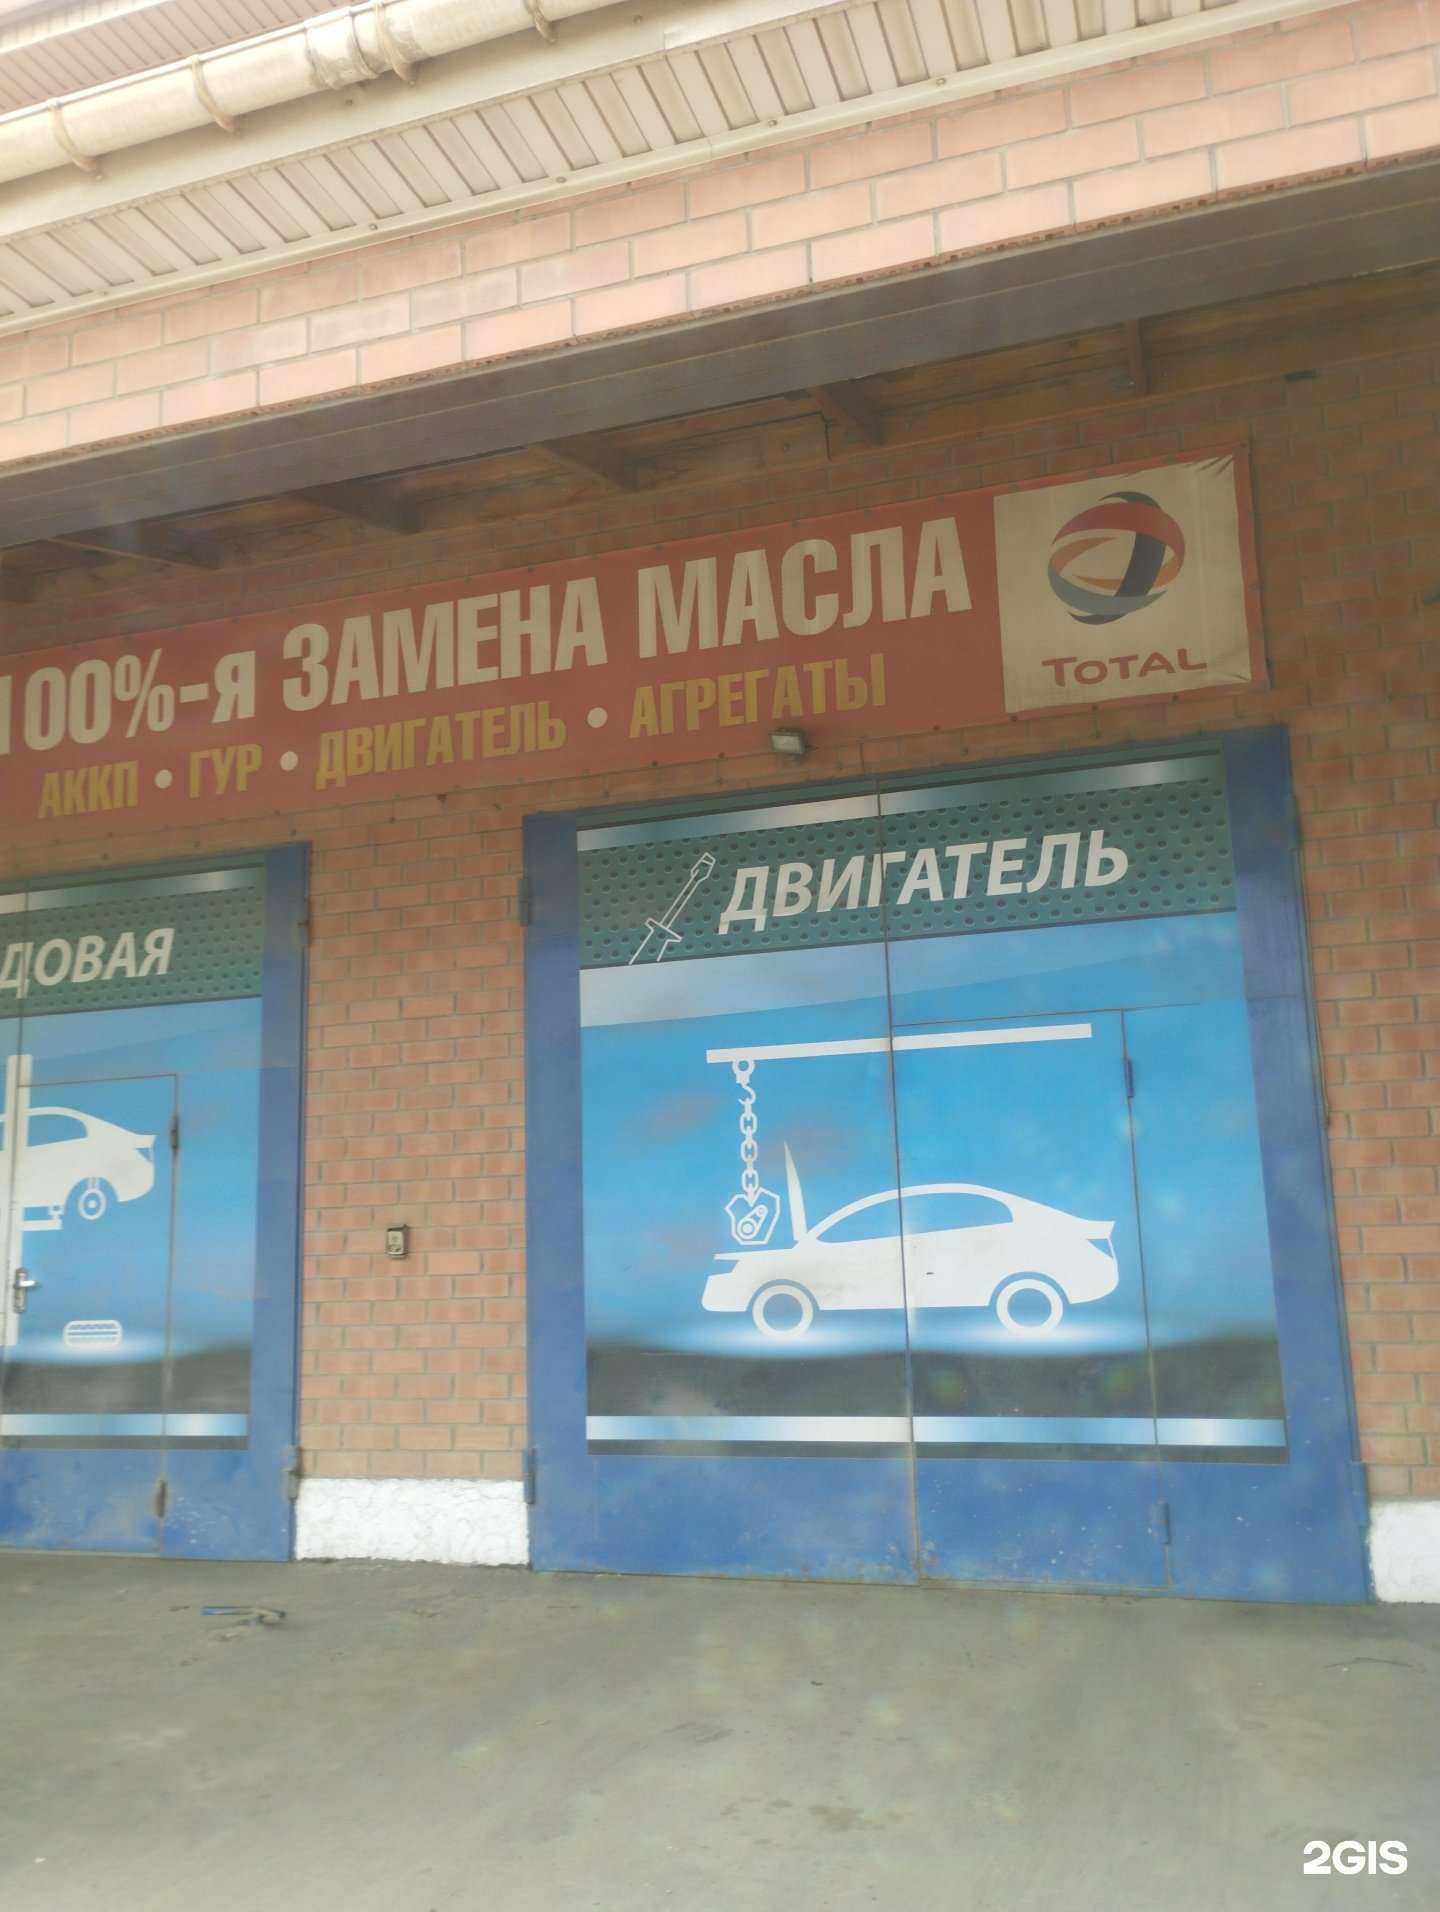 100%-я ЗАМЕНА МАСЛА
АККП • ГУР • ДВИГАТЕЛЬ • АГРЕГАТЫ
TOTAL
ДВИГАТЕЛЬ
ДОВАЯ
2GIS